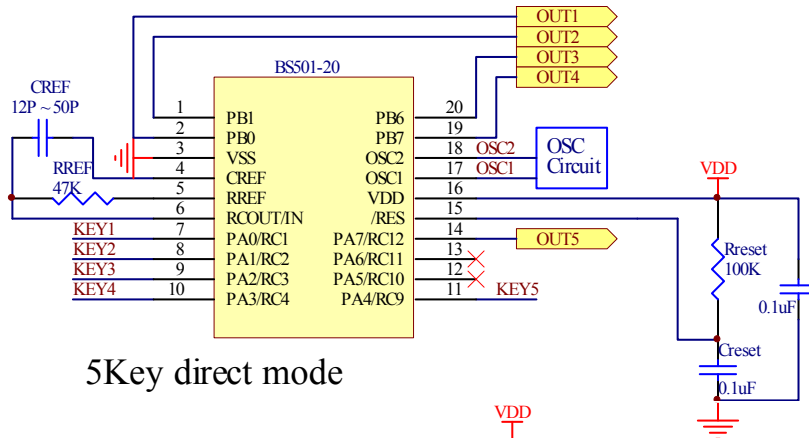 OUT1
OUT2
OUT3
OUT4
BS501-20
CREF
12P ~ 50P
1 PB1 PB6 20
2 PB0 PB7 19
3 VSS OSC2 18 OSC2
4 CREF OSC1 17 OSC1
OSC
Circuit
RREF
47K
5 RREF VDD 16
VDD
6 RCOUT/IN /RES 15
KEY1 7 PA0/RC1 PA7/RC12 14 OUT5
KEY2 8 PA1/RC2 PA6/RC11 13
KEY3 9 PA2/RC3 PA5/RC10 12
KEY4 10 PA3/RC4 PA4/RC9 11 KEY5
Rreset
100K
0.1uF
Creset
0.1uF
5Key direct mode
VDD